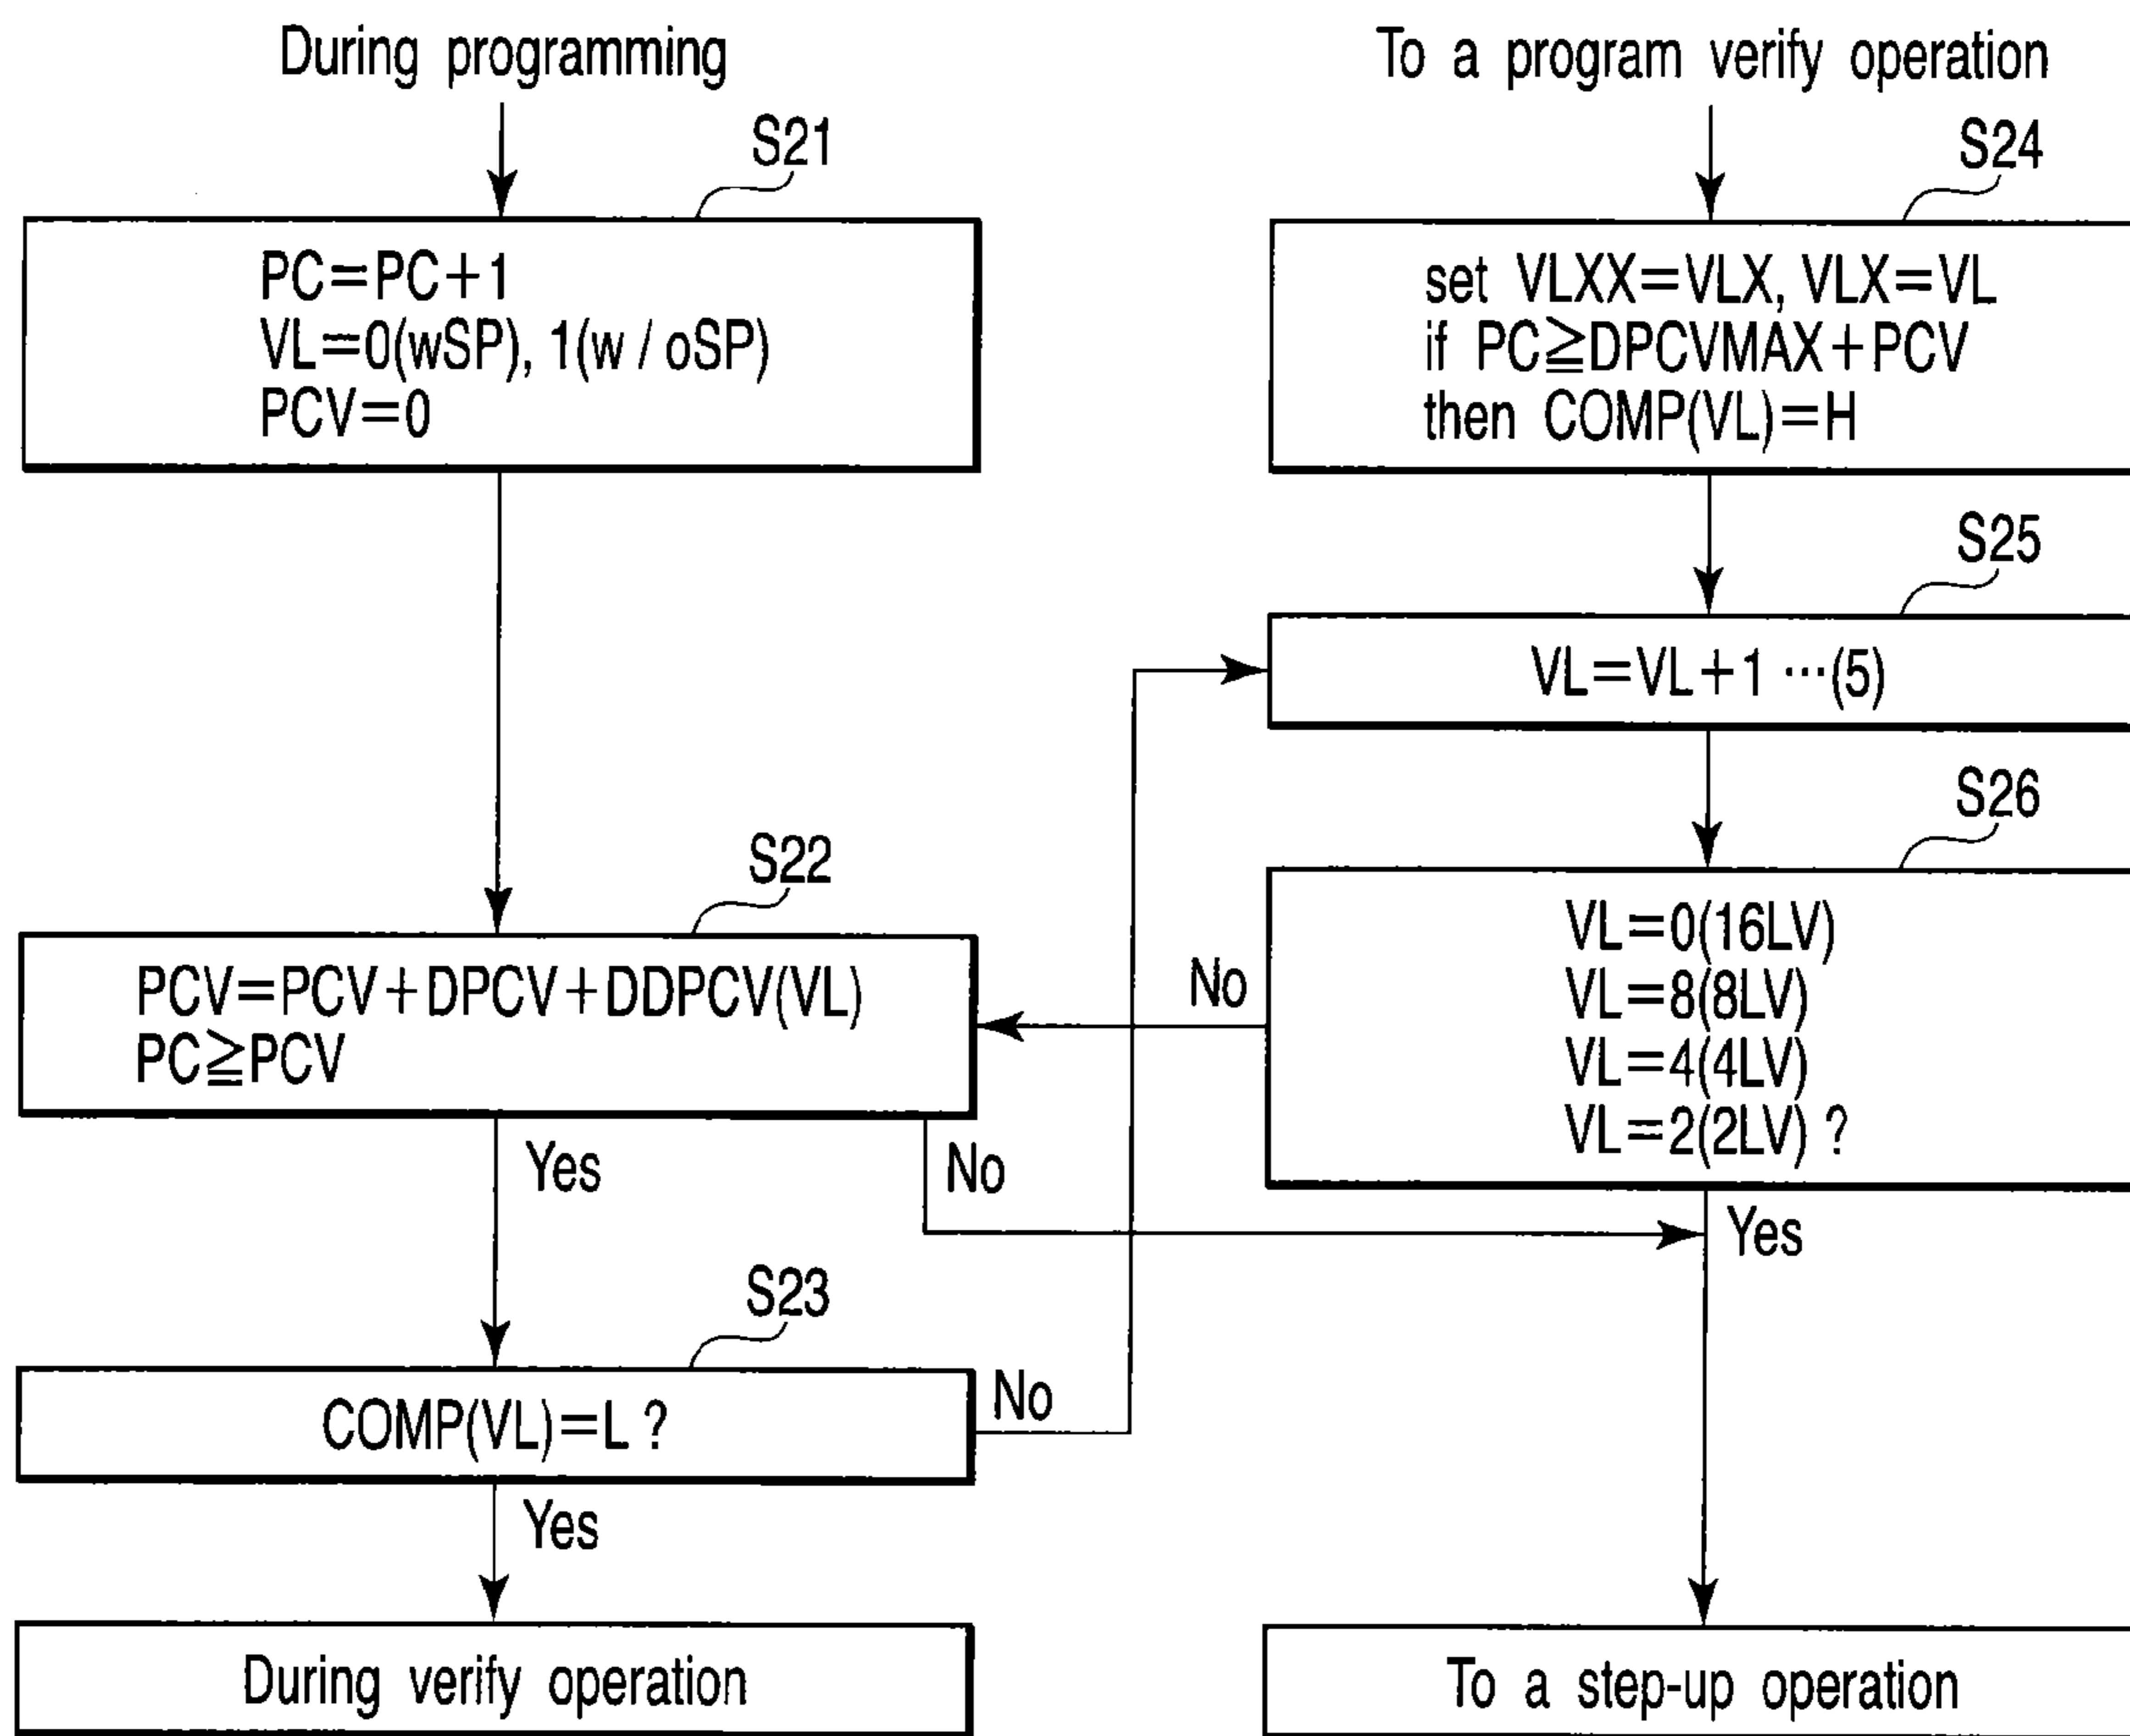 During programming
S21
PC=PC+1
VL=0(wSP), 1(w/oSP)
PCV=0
S22
PCV=PCV+DPCV+DDPCV(VL)
PC≧PCV
Yes
No
S23
COMP(VL)=L ?
No
Yes
During verify operation
To a program verify operation
S24
set VLXX=VLX, VLX=VL
if PC≧DPCVMAX+PCV
then COMP(VL)=H
S25
VL=VL+1 ···(5)
S26
VL=0(16LV)
VL=8(8LV)
VL=4(4LV)
VL=2(2LV) ?
No
Yes
To a step-up operation